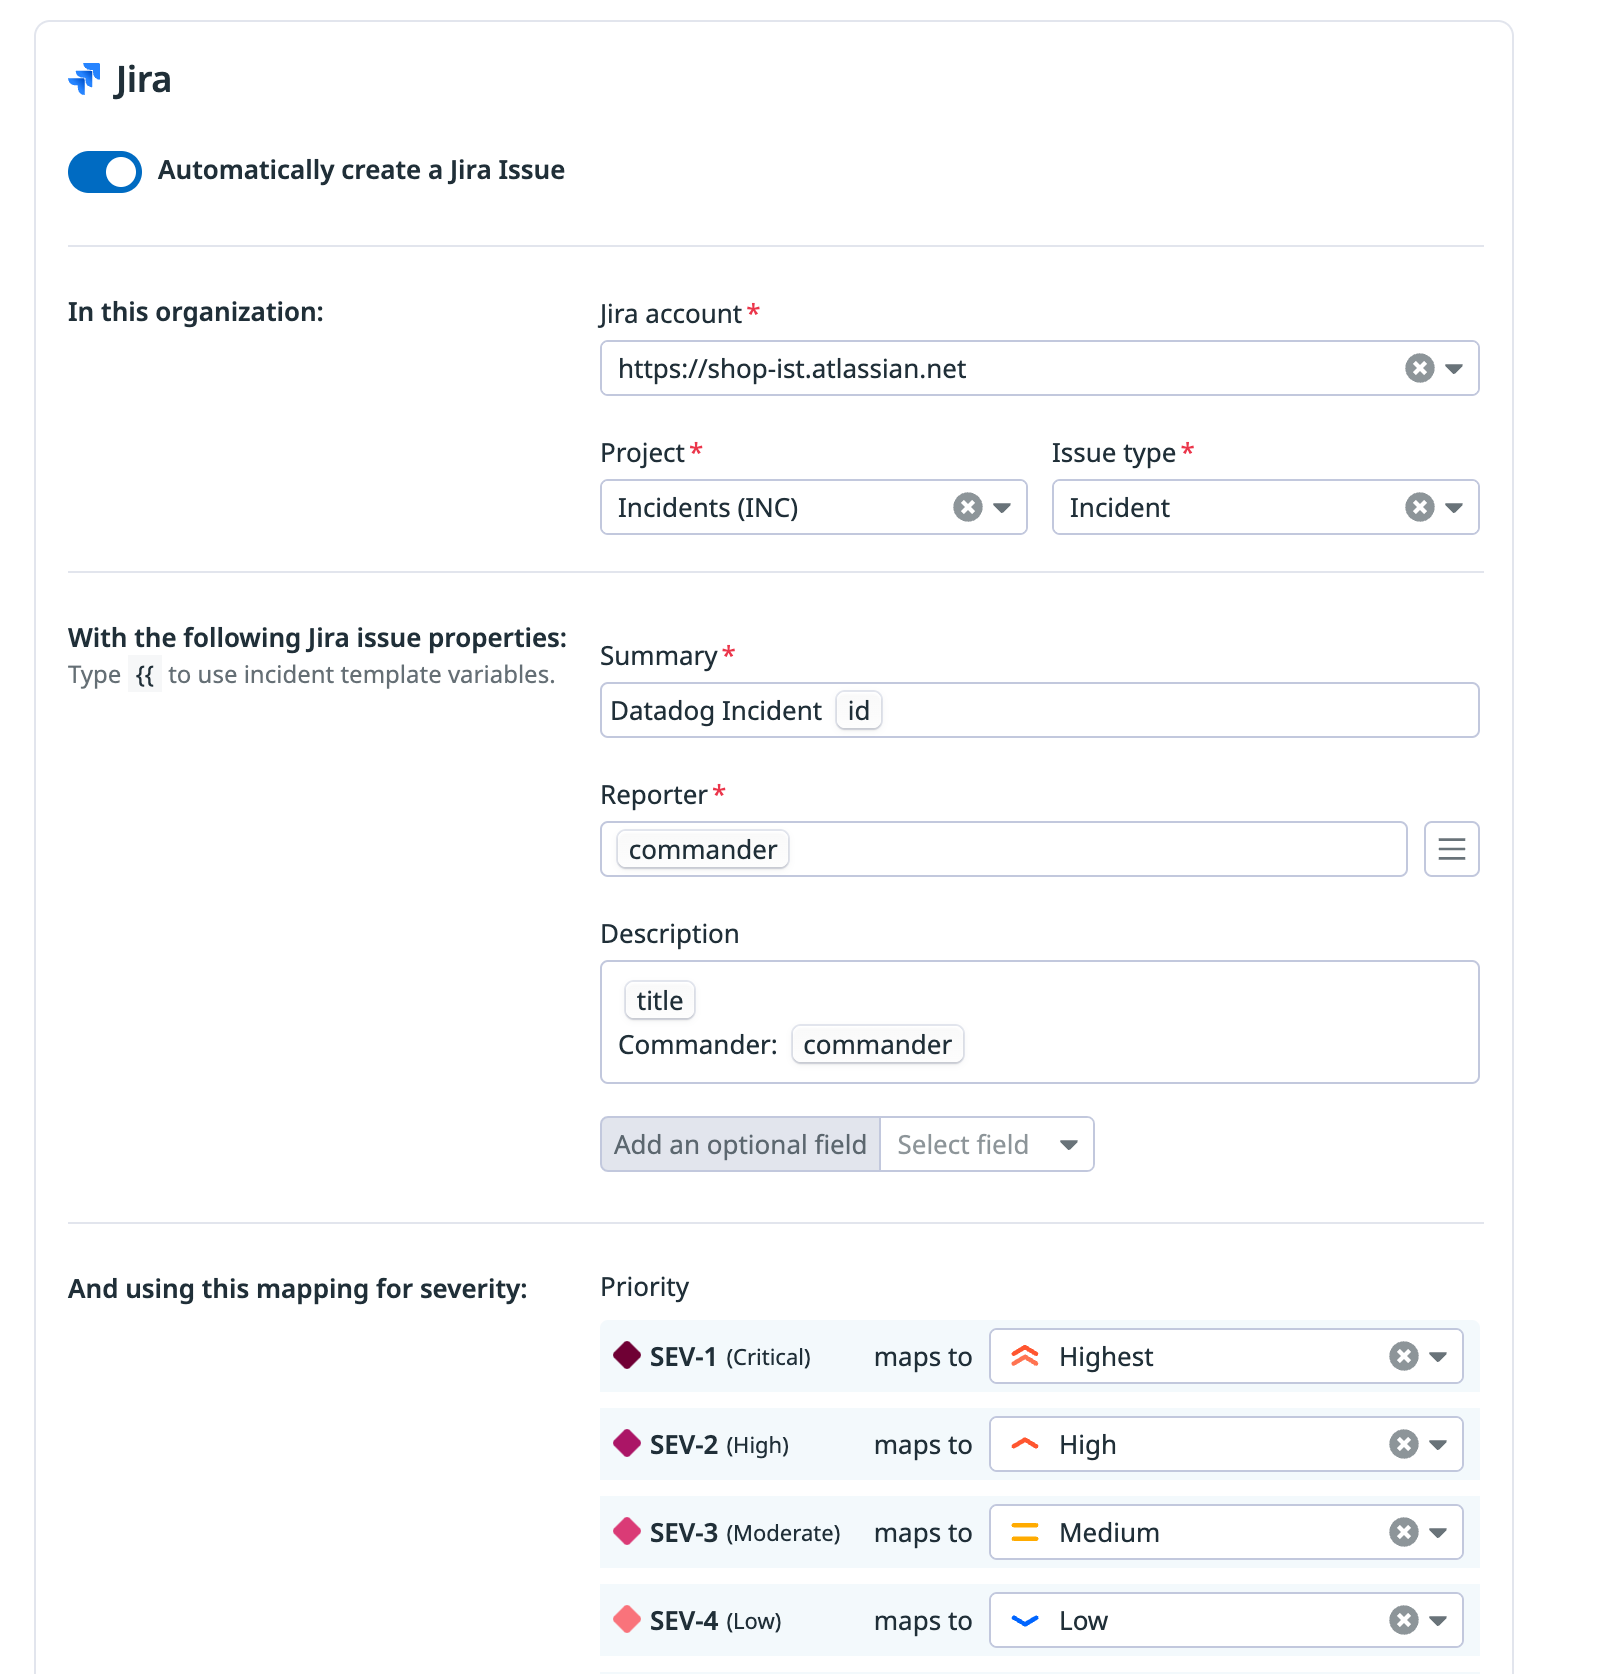 Jira
Automatically create a Jira Issue
In this organization:
Jira account *
https://shop-ist.atlassian.net
Project * Issue type *
Incidents (INC) Incident
With the following Jira issue properties:
Type {{ to use incident template variables.
Summary *
Datadog Incident id
Reporter *
commander
Description
title
Commander: commander
Add an optional field Select field
And using this mapping for severity:
Priority
SEV-1 (Critical) maps to Highest
SEV-2 (High) maps to High
SEV-3 (Moderate) maps to Medium
SEV-4 (Low) maps to Low